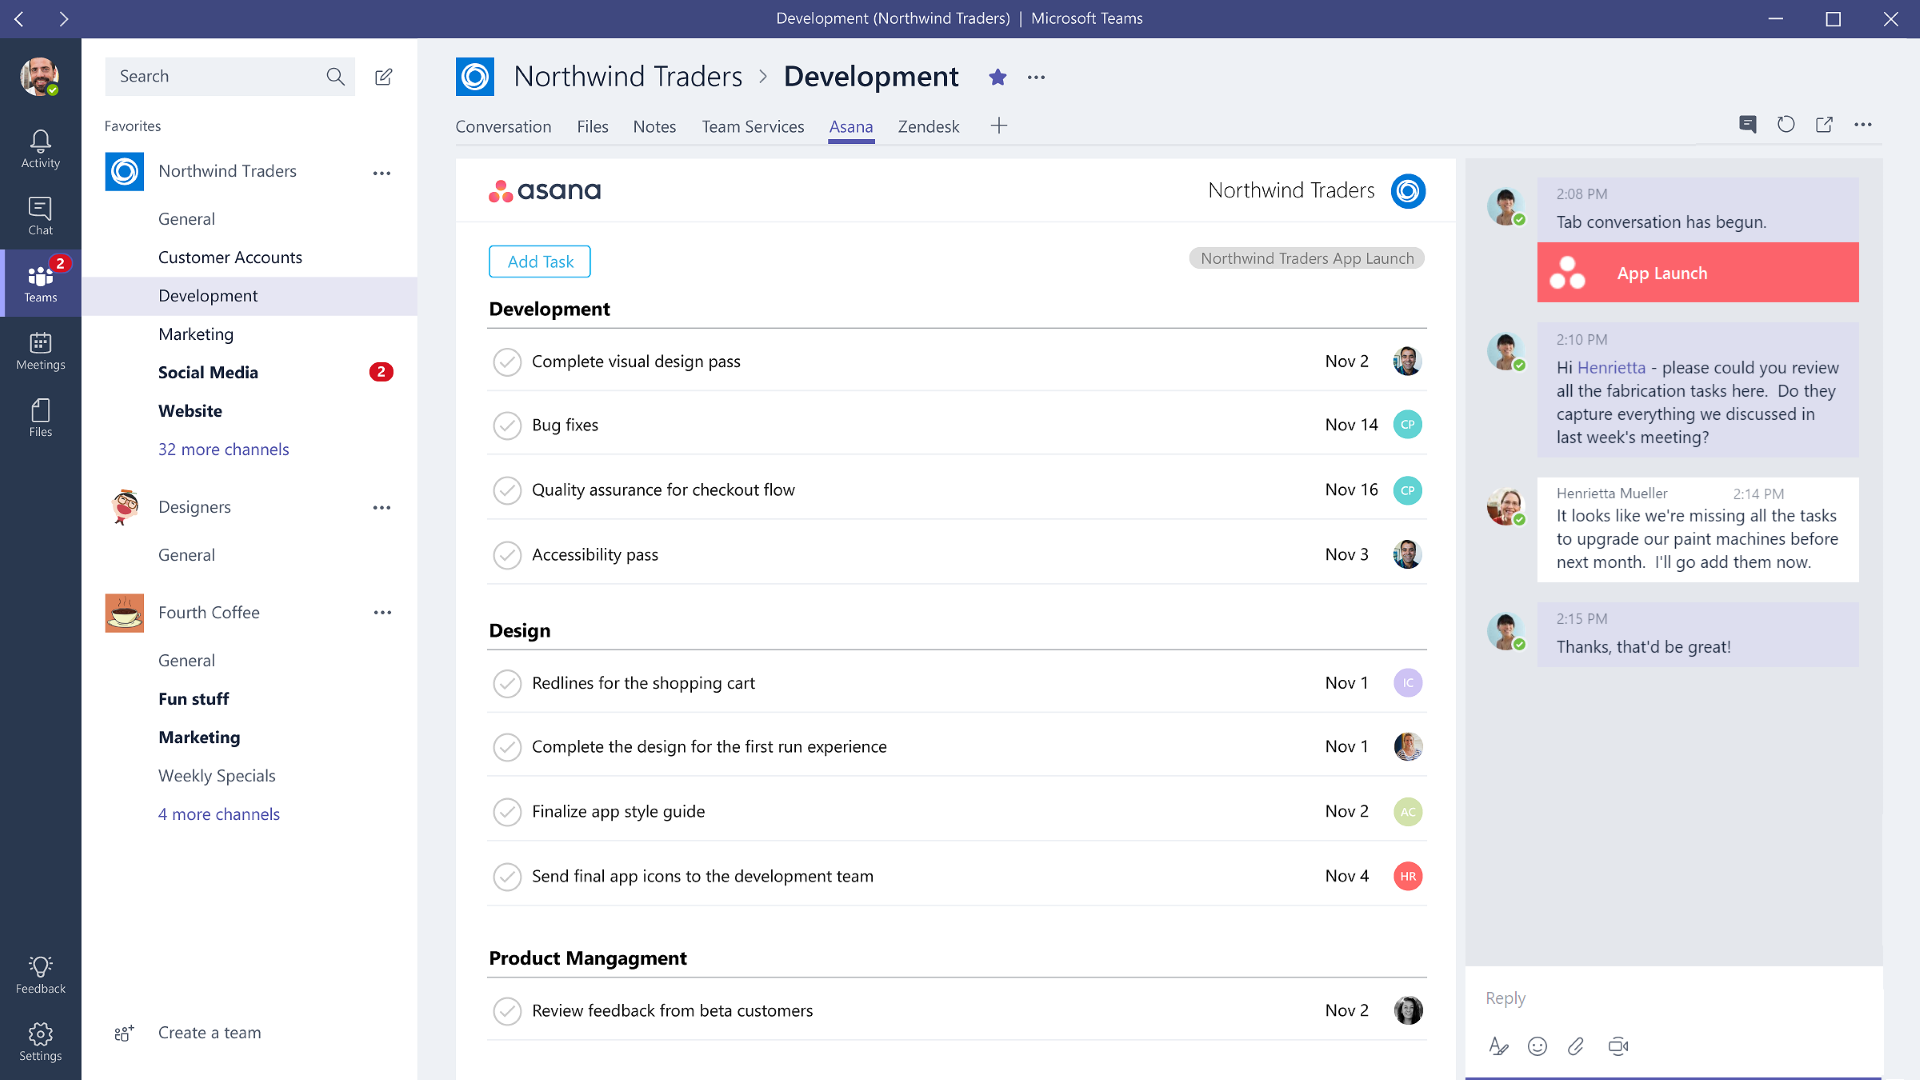 Development (Northwind Traders) | Microsoft Teams
Search
Favorites
Northwind Traders
General
Customer Accounts
Development
Marketing
Social Media 2
Website
32 more channels
Designers
General
Fourth Coffee
General
Fun stuff
Marketing
Weekly Specials
4 more channels
Create a team
Activity
Chat
2
Teams
Meetings
Files
Feedback
Settings
Northwind Traders > Development
Conversation Files Notes Team Services Asana Zendesk
asana
Northwind Traders
Add Task
Northwind Traders App Launch
Development
Complete visual design pass Nov 2
Bug fixes Nov 14 CP
Quality assurance for checkout flow Nov 16 CP
Accessibility pass Nov 3
Design
Redlines for the shopping cart Nov 1 IC
Complete the design for the first run experience Nov 1
Finalize app style guide Nov 2 AC
Send final app icons to the development team Nov 4 HR
Product Mangagment
Review feedback from beta customers Nov 2
2:08 PM
Tab conversation has begun.
App Launch
2:10 PM
Hi Henrietta - please could you review
all the fabrication tasks here. Do they
capture everything we discussed in
last week's meeting?
Henrietta Mueller 2:14 PM
It looks like we're missing all the tasks
to upgrade our paint machines before
next month. I'll go add them now.
2:15 PM
Thanks, that'd be great!
Reply